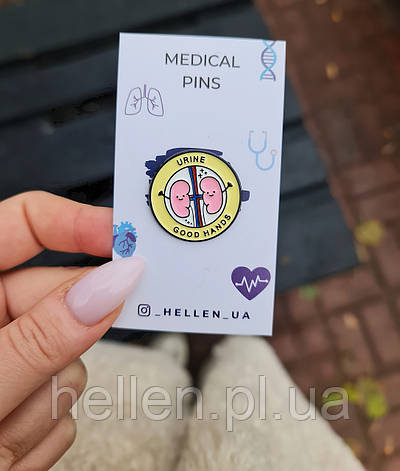 MEDICAL
PINS
URINE
GOOD HANDS
_HELLEN_UA
hellen.pl.ua